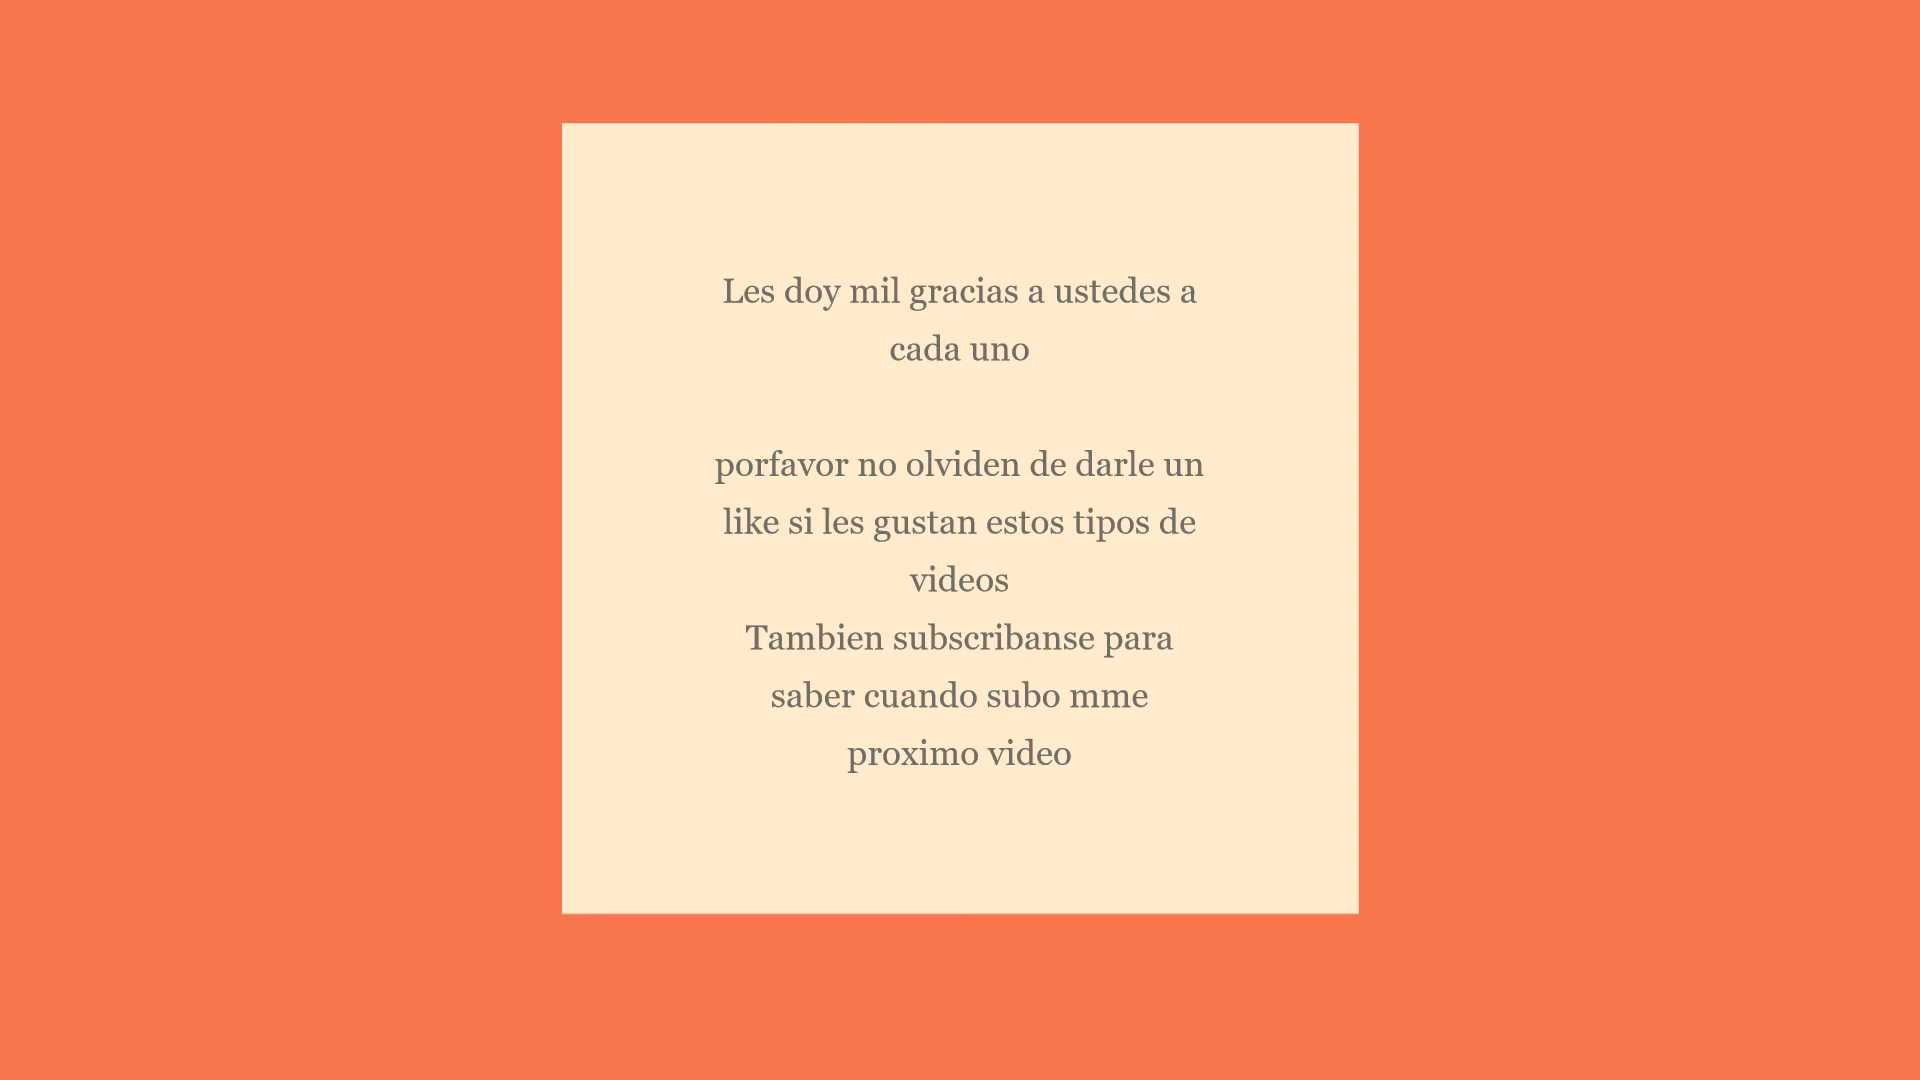 Les doy mil gracias a ustedes a
cada uno
porfavor no olviden de darle un
like si les gustan estos tipos de
videos
Tambien subscribanse para
saber cuando subo mme
proximo video